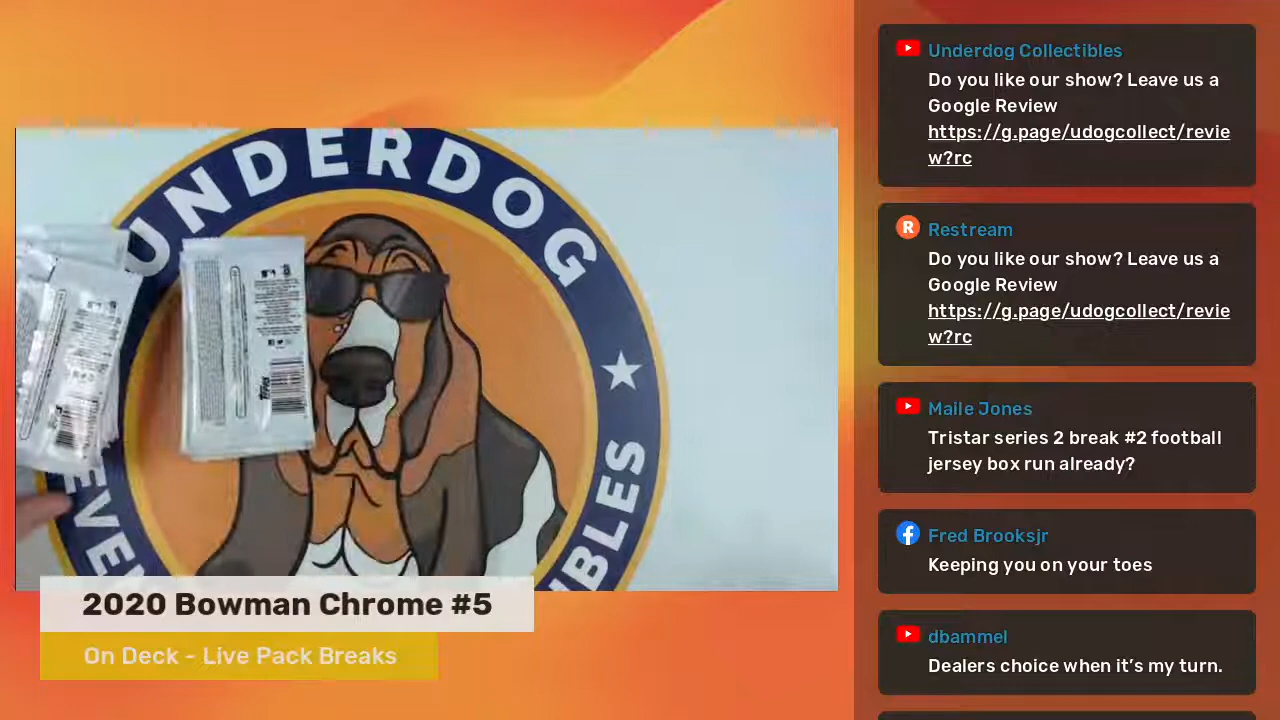 UNDERDOG
EVE
IBLES
Topps
2020 Bowman Chrome #5
On Deck - Live Pack Breaks
Underdog Collectibles
Do you like our show? Leave us a
Google Review
https://g.page/udogcollect/revie
w?rc
Restream
Do you like our show? Leave us a
Google Review
https://g.page/udogcollect/revie
w?rc
Maile Jones
Tristar series 2 break #2 football
jersey box run already?
Fred Brooksjr
Keeping you on your toes
dbammel
Dealers choice when it's my turn.